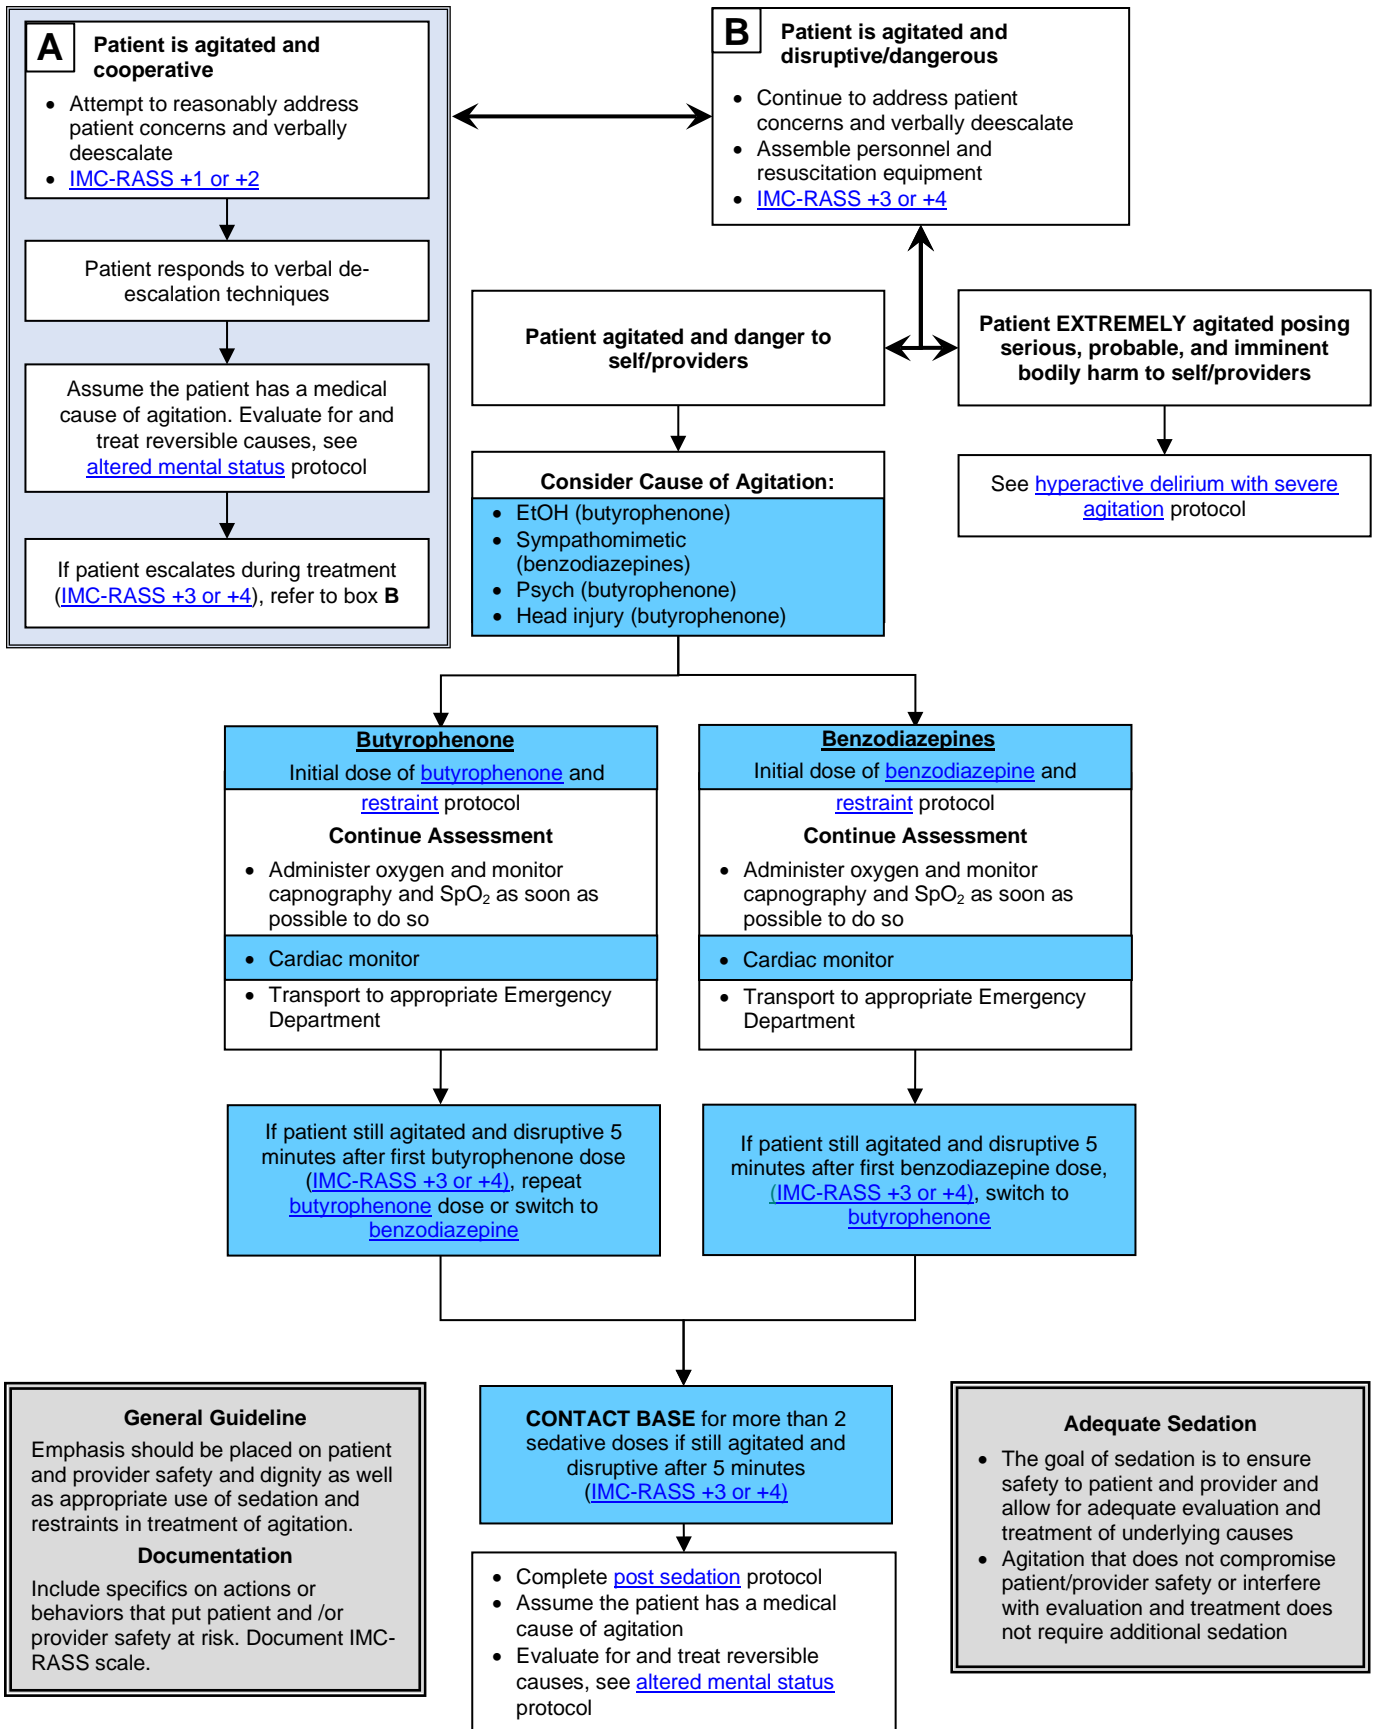 A
Patient is agitated and
cooperative
• Attempt to reasonably address
patient concerns and verbally
deescalate
• IMC-RASS +1 or +2
Patient responds to verbal de-
escalation techniques
Assume the patient has a medical
cause of agitation. Evaluate for and
treat reversible causes, see
altered mental status protocol
If patient escalates during treatment
(IMC-RASS +3 or +4), refer to box B
B
Patient is agitated and
disruptive/dangerous
• Continue to address patient
concerns and verbally deescalate
• Assemble personnel and
resuscitation equipment
• IMC-RASS +3 or +4
Patient agitated and danger to
self/providers
Patient EXTREMELY agitated posing
serious, probable, and imminent
bodily harm to self/providers
See hyperactive delirium with severe
agitation protocol
Consider Cause of Agitation:
• EtOH (butyrophenone)
• Sympathomimetic
(benzodiazepines)
• Psych (butyrophenone)
• Head injury (butyrophenone)
Butyrophenone
Initial dose of butyrophenone and
restraint protocol
Continue Assessment
• Administer oxygen and monitor
capnography and SpO2 as soon as
possible to do so
• Cardiac monitor
• Transport to appropriate Emergency
Department
Benzodiazepines
Initial dose of benzodiazepine and
restraint protocol
Continue Assessment
• Administer oxygen and monitor
capnography and SpO2 as soon as
possible to do so
• Cardiac monitor
• Transport to appropriate Emergency
Department
If patient still agitated and disruptive 5
minutes after first butyrophenone dose
(IMC-RASS +3 or +4), repeat
butyrophenone dose or switch to
benzodiazepine
If patient still agitated and disruptive 5
minutes after first benzodiazepine dose,
(IMC-RASS +3 or +4), switch to
butyrophenone
General Guideline
Emphasis should be placed on patient
and provider safety and dignity as well
as appropriate use of sedation and
restraints in treatment of agitation.
Documentation
Include specifics on actions or
behaviors that put patient and /or
provider safety at risk. Document IMC-
RASS scale.
CONTACT BASE for more than 2
sedative doses if still agitated and
disruptive after 5 minutes
(IMC-RASS +3 or +4)
• Complete post sedation protocol
• Assume the patient has a medical
cause of agitation
• Evaluate for and treat reversible
causes, see altered mental status
protocol
Adequate Sedation
• The goal of sedation is to ensure
safety to patient and provider and
allow for adequate evaluation and
treatment of underlying causes
• Agitation that does not compromise
patient/provider safety or interfere
with evaluation and treatment does
not require additional sedation